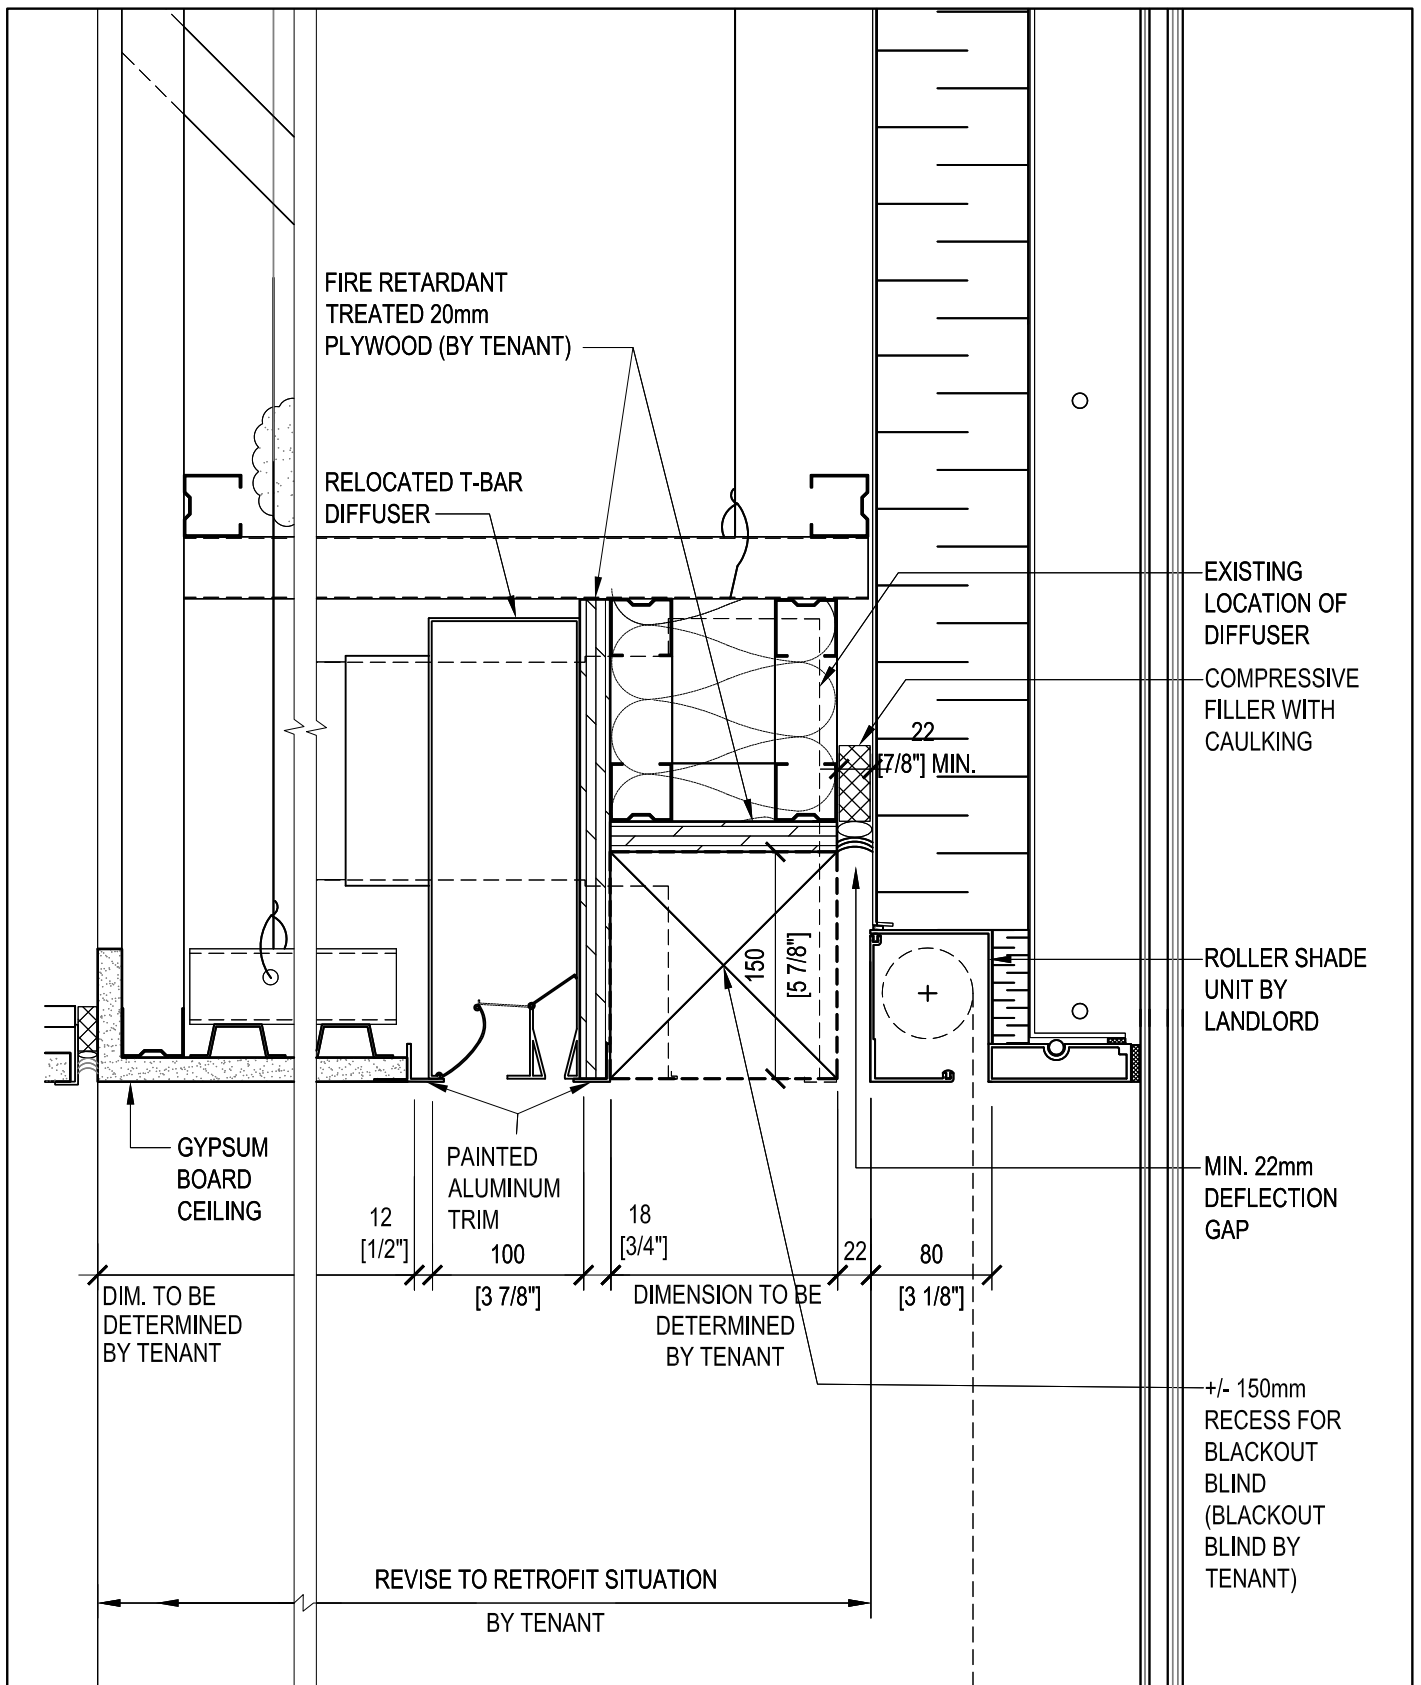 FIRE RETARDANT
TREATED 20mm
PLYWOOD (BY TENANT)
RELOCATED T-BAR
DIFFUSER
EXISTING
LOCATION OF
DIFFUSER
COMPRESSIVE
FILLER WITH
CAULKING
22
[7/8"] MIN.
150
[5 7/8"]
ROLLER SHADE
UNIT BY
LANDLORD
GYPSUM
BOARD
CEILING
PAINTED
ALUMINUM
TRIM
MIN. 22mm
DEFLECTION
GAP
12
[1/2"]
100
[3 7/8"]
18
[3/4"]
22
80
[3 1/8"]
DIM. TO BE
DETERMINED
BY TENANT
DIMENSION TO BE
DETERMINED
BY TENANT
+/- 150mm
RECESS FOR
BLACKOUT
BLIND
(BLACKOUT
BLIND BY
TENANT)
REVISE TO RETROFIT SITUATION
BY TENANT